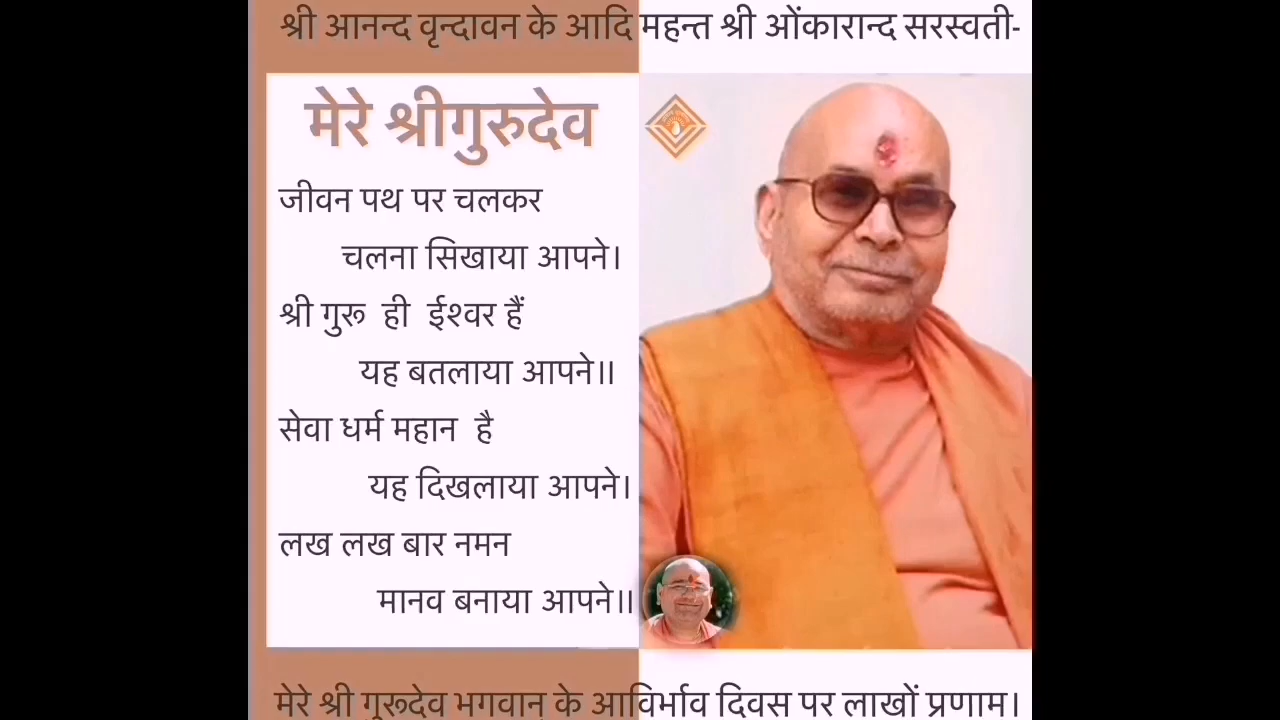 श्री आनन्द वृन्दावन के आदि महन्त श्री ओंकारान्द सरस्वती-
मेरे श्रीगुरुदेव
जीवन पथ पर चलकर
चलना सिखाया आपने।
श्री गुरू ही ईश्वर हैं
यह बतलाया आपने॥
सेवा धर्म महान है
यह दिखलाया आपने।
लख लख बार नमन
मानव बनाया आपने॥
मेरे श्री गुरूदेव भगवान् के आविर्भाव दिवस पर लाखों प्रणाम।